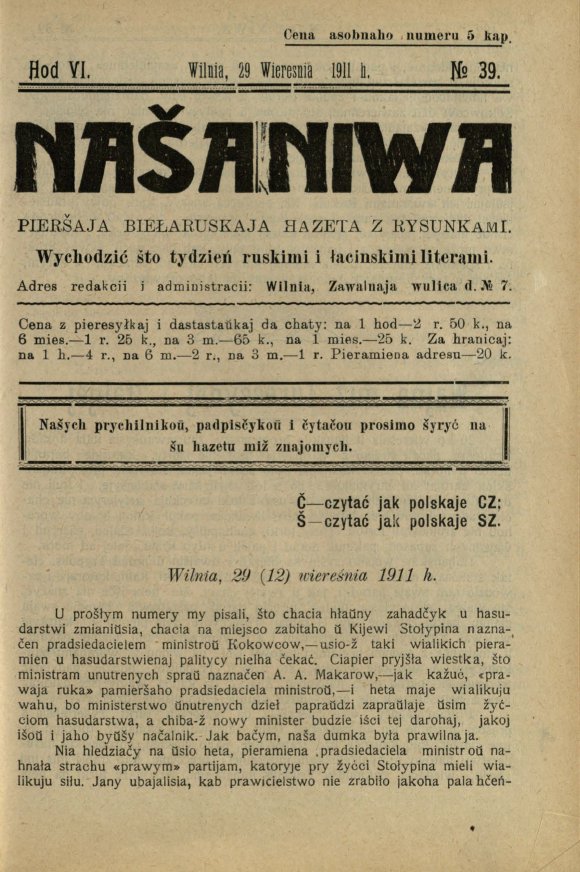 Cena asobnaho numeru 5 kap.
Hod VI. Wilnia, 29 Wieresnia 1911 h. № 39.
NAŠA NIWA
PIERŠAJA BIEŁARUSKAJA HAZETA Z RYSUNKAMI.
Wychodzić što tydzień ruskimi i łacinskimi literami.
Adres redakcii i administracii: Wilnia, Zawalnaja wulica d. № 7.
Cena z pieresyłkaj i dastastaŭkaj da chaty: na 1 hod—2 r. 50 k., na
6 mies.—1 r. 25 k., na 3 m.—65 k., na 1 mies.—25 k. Za hranicaj:
na 1 h.—4 r., na 6 m.—2 r., na 3 m.—1 r. Pieramiena adresu—20 k.
Našych prychilnikoŭ, padpisčykoŭ i čytačoŭ prosimo šyryć na
šu hazetu miž znajomych.
Č—czytać jak polskaje CZ;
Š—czytać jak polskaje SZ.
Wilnia, 29 (12) wiereśnia 1911 h.
U prošłym numery my pisali, što chacia hłaŭny zahadčyk u hasu-
darstwi zmianiŭsia, chacia na miejsco zabitaho ŭ Kijewi Stołypina nazna-
čen pradsiedacielem ministroŭ Kokowcow,—usio-ž taki wialikich piera-
mien u hasudarstwienaj palitycy nielha čekać. Ciapier pryjšła wiestka, što
ministram unutrenych spraŭ naznačen A. A. Makarow,—jak kažuć, «pra-
waja ruka» pamieršaho pradsiedaciela ministroŭ,—i heta maje wialikuju
wahu, bo ministerstwo ŭnutrenych dzieł papraŭdzi zapraŭlaje ŭsim žyć-
ciom hasudarstwa, a chiba-ž nowy minister budzie iści tej darohaj, jakoj
išoŭ i jaho byŭšy načalnik. Jak bačym, naša dumka była prawilnaja.
Nia hledziačy na ŭsio heta, pieramiena pradsiedaciela ministroŭ na-
hnała strachu «prawym» partijam, katoryje pry žyćci Stołypina mieli wia-
likuju siłu. Jany ubajalisia, kab prawicielstwo nie zrabiło jakoha pala hčeń-